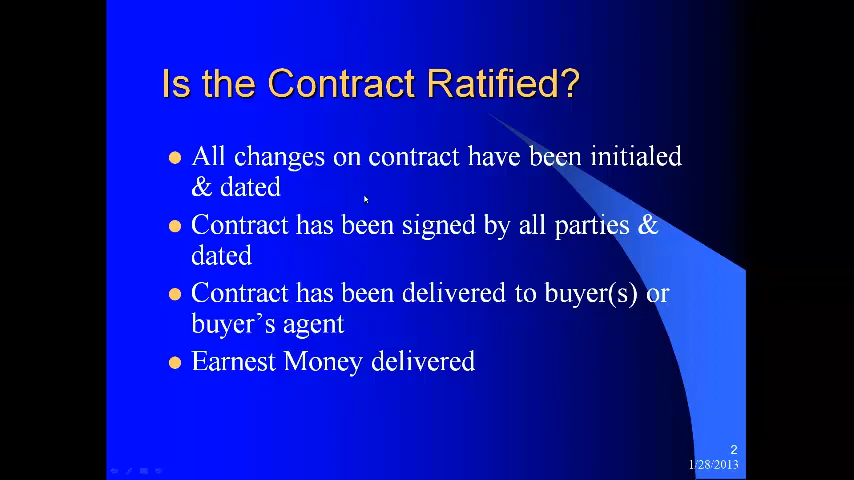 Is the Contract Ratified?
All changes on contract have been initialed
& dated
Contract has been signed by all parties &
dated
Contract has been delivered to buyer(s) or
buyer's agent
Earnest Money delivered
2
1/28/2013